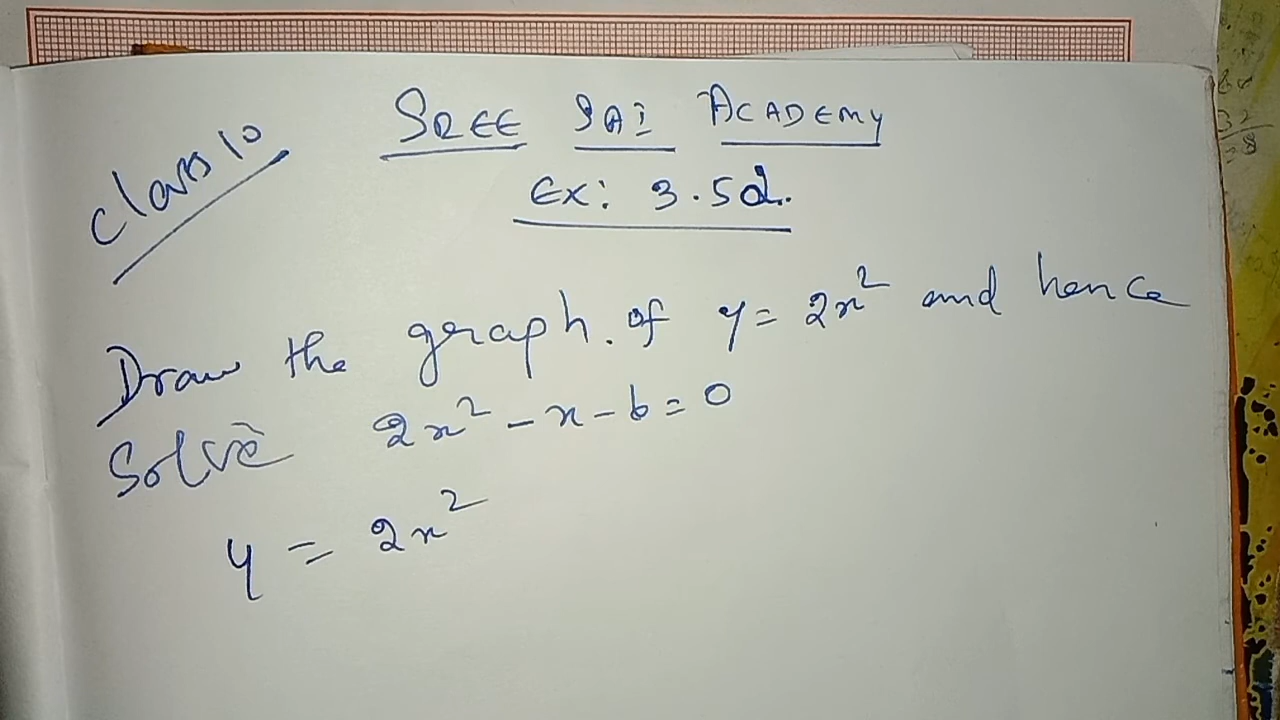 SREE SAI ACADEMY
Class 10
Ex: 3.52.
Draw the graph. of y = 2x² and hence
Solve 2x² - x - 6 = 0
y = 2x²